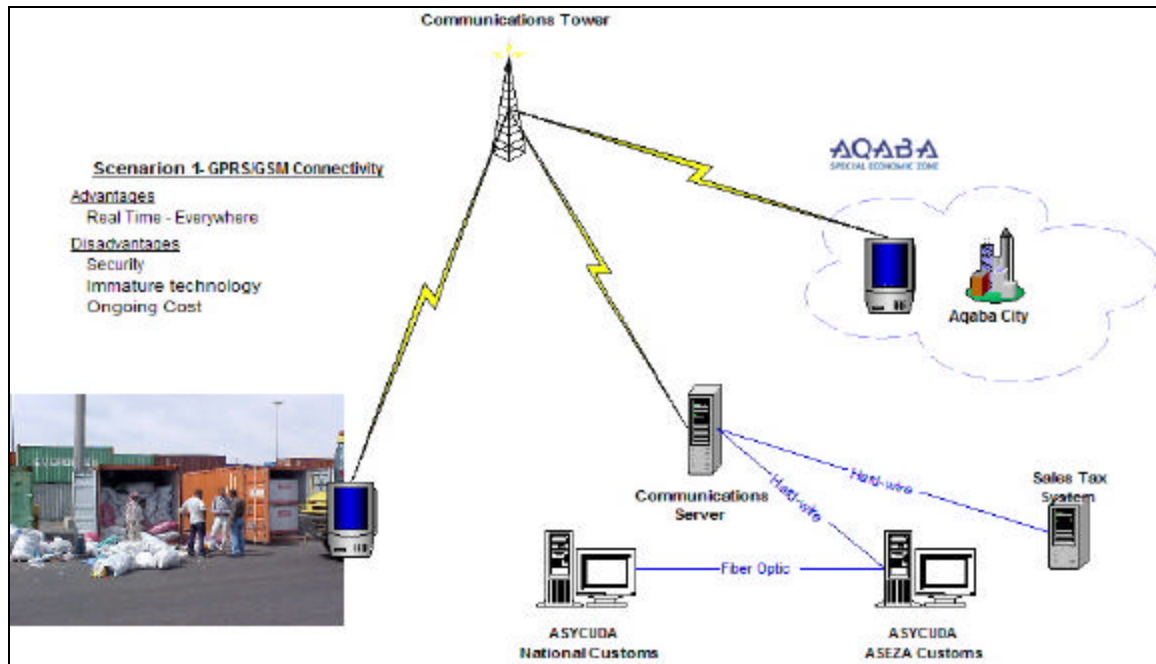 Communications Tower
Scenarion 1- GPRS/GSM Connectivity
Advantages
Real Time - Everywhere
Disadvantages
Security
Immature technology
Ongoing Cost
AQABA
SPECIAL ECONOMIC ZONE
Aqaba City
Communications
Server
Hard-wire
Hard-wire
Sales Tax
System
Fiber Optic
ASYCUDA
National Customs
ASYCUDA
ASEZA Customs